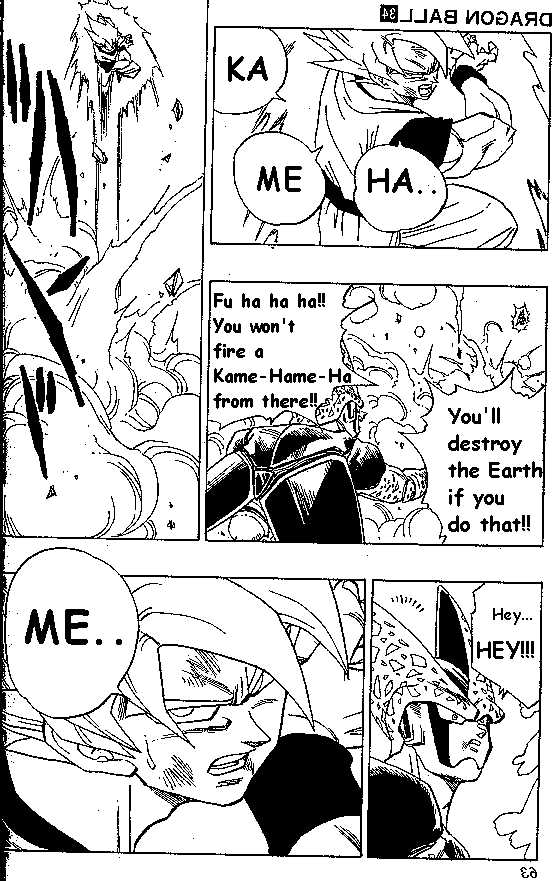 DRAGON BALL 34
KA
ME
HA..
Fu ha ha ha!!
You won't
fire a
Kame-Hame-Ha
from there!!
You'll
destroy
the Earth
if you
do that!!
ME..
Hey...
HEY!!!
63